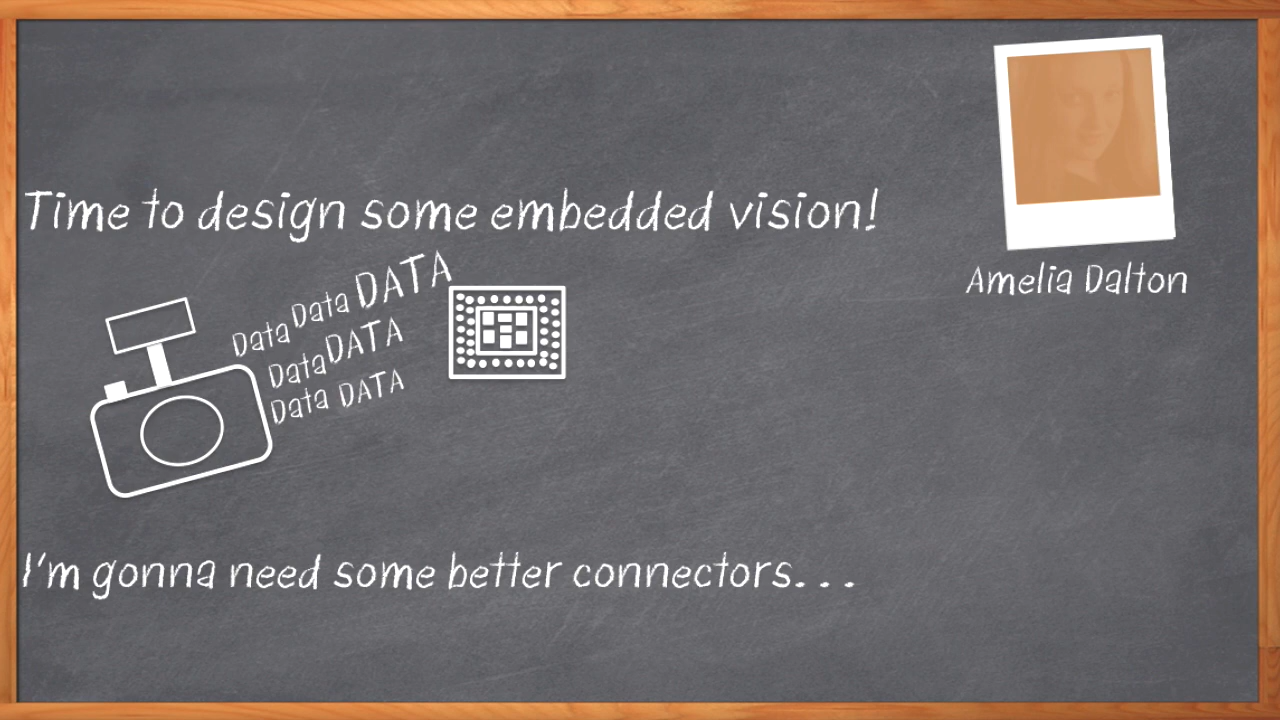 Time to design some embedded vision!
Amelia Dalton
Data Data DATA
Data DATA
Data DATA
I'm gonna need some better connectors...